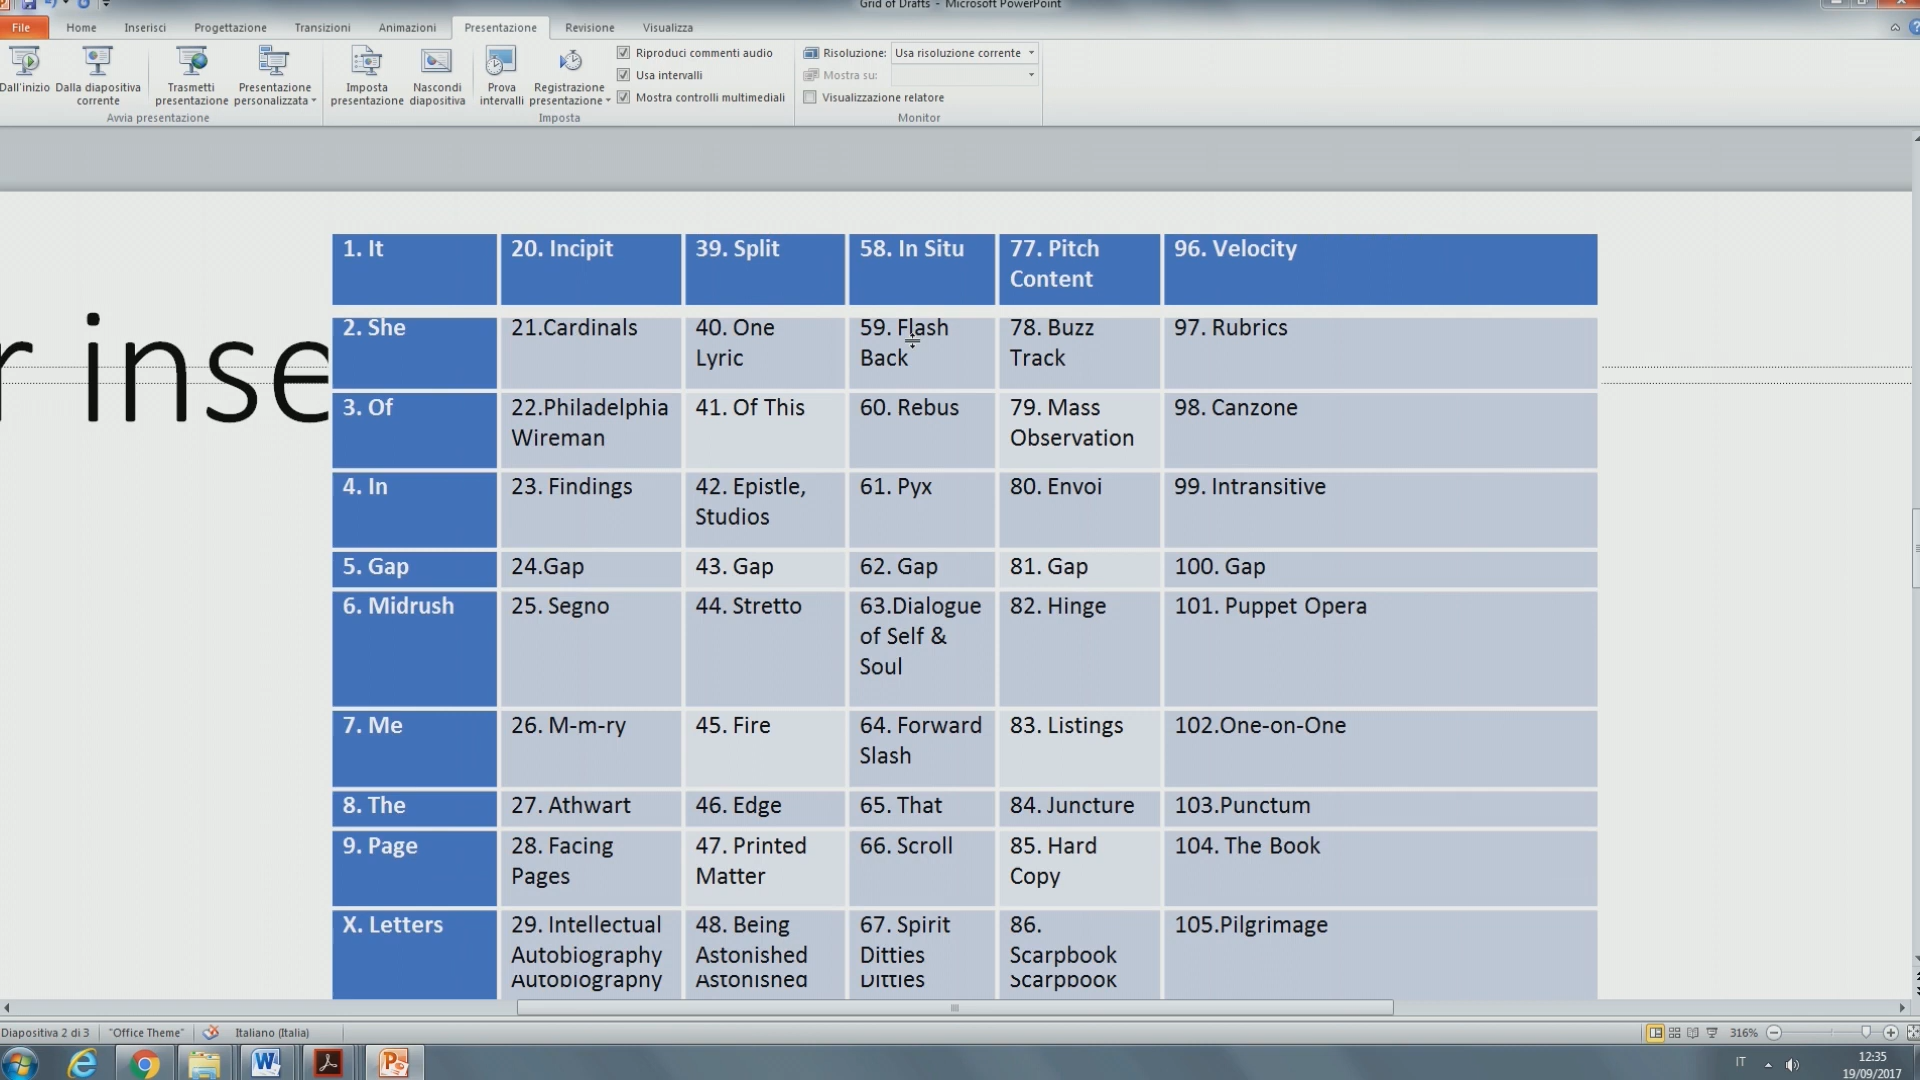 Grid of Drafts - Microsoft PowerPoint
File Home Inserisci Progettazione Transizioni Animazioni Presentazione Revisione Visualizza
Dall'inizio
Dalla diapositiva
corrente
Trasmetti
presentazione
Presentazione
personalizzata
Avvia presentazione
Imposta
presentazione
Nascondi
diapositiva
Prova
intervalli
Registrazione
presentazione
Riproduci commenti audio
Usa intervalli
Mostra controlli multimediali
Imposta
Risoluzione: Usa risoluzione corrente
Mostra su:
Visualizzazione relatore
Monitor
r inse
1. It
20. Incipit
39. Split
58. In Situ
77. Pitch
Content
96. Velocity
2. She
21.Cardinals
40. One
Lyric
59. Flash
Back
78. Buzz
Track
97. Rubrics
3. Of
22.Philadelphia
Wireman
41. Of This
60. Rebus
79. Mass
Observation
98. Canzone
4. In
23. Findings
42. Epistle,
Studios
61. Pyx
80. Envoi
99. Intransitive
5. Gap
24.Gap
43. Gap
62. Gap
81. Gap
100. Gap
6. Midrush
25. Segno
44. Stretto
63.Dialogue
of Self &
Soul
82. Hinge
101. Puppet Opera
7. Me
26. M-m-ry
45. Fire
64. Forward
Slash
83. Listings
102.One-on-One
8. The
27. Athwart
46. Edge
65. That
84. Juncture
103.Punctum
9. Page
28. Facing
Pages
47. Printed
Matter
66. Scroll
85. Hard
Copy
104. The Book
X. Letters
29. Intellectual
Autobiography
Autobiography
48. Being
Astonished
Astonished
67. Spirit
Ditties
Ditties
86.
Scarpbook
Scarpbook
105.Pilgrimage
Diapositiva 2 di 3 "Office Theme" Italiano (Italia) 316%
IT
12:35
19/09/2017